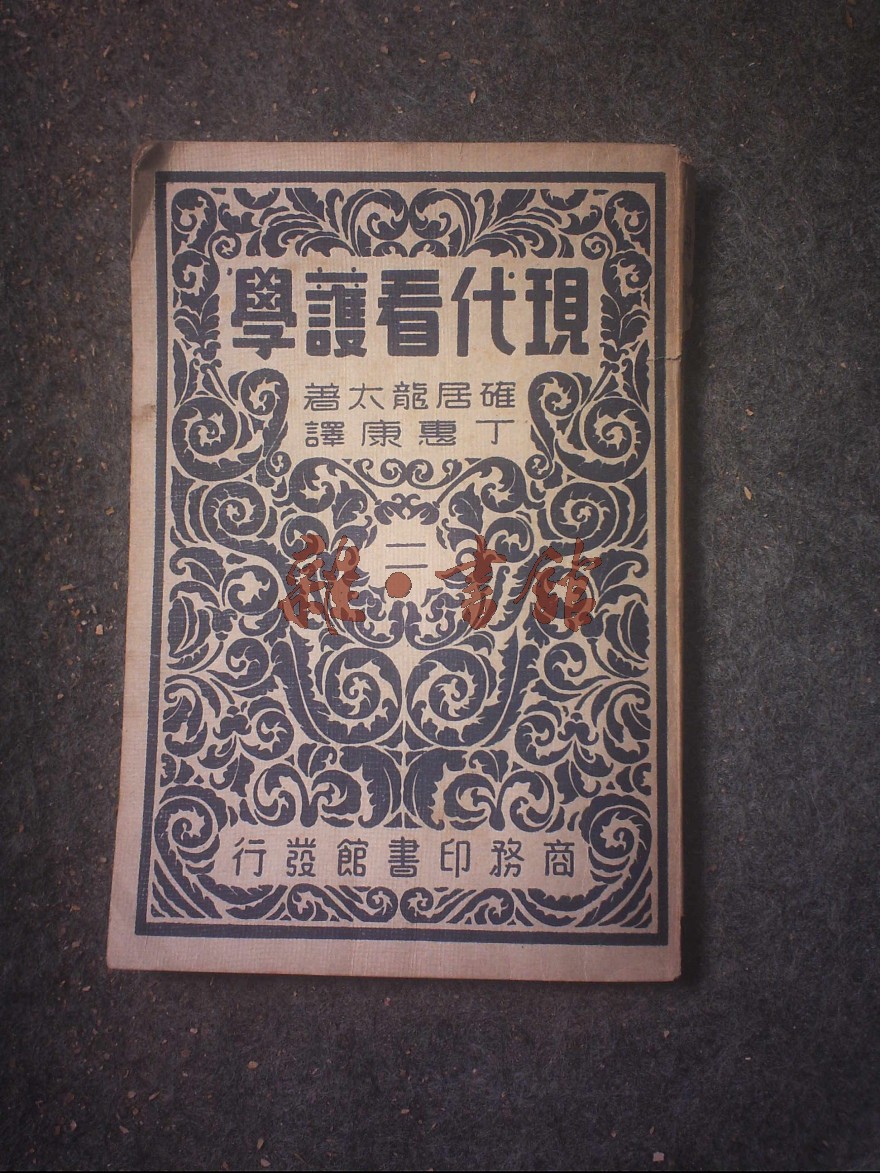 現代看護學
確居龍太著
丁惠康譯
二
雜·書館
商務印書館發行